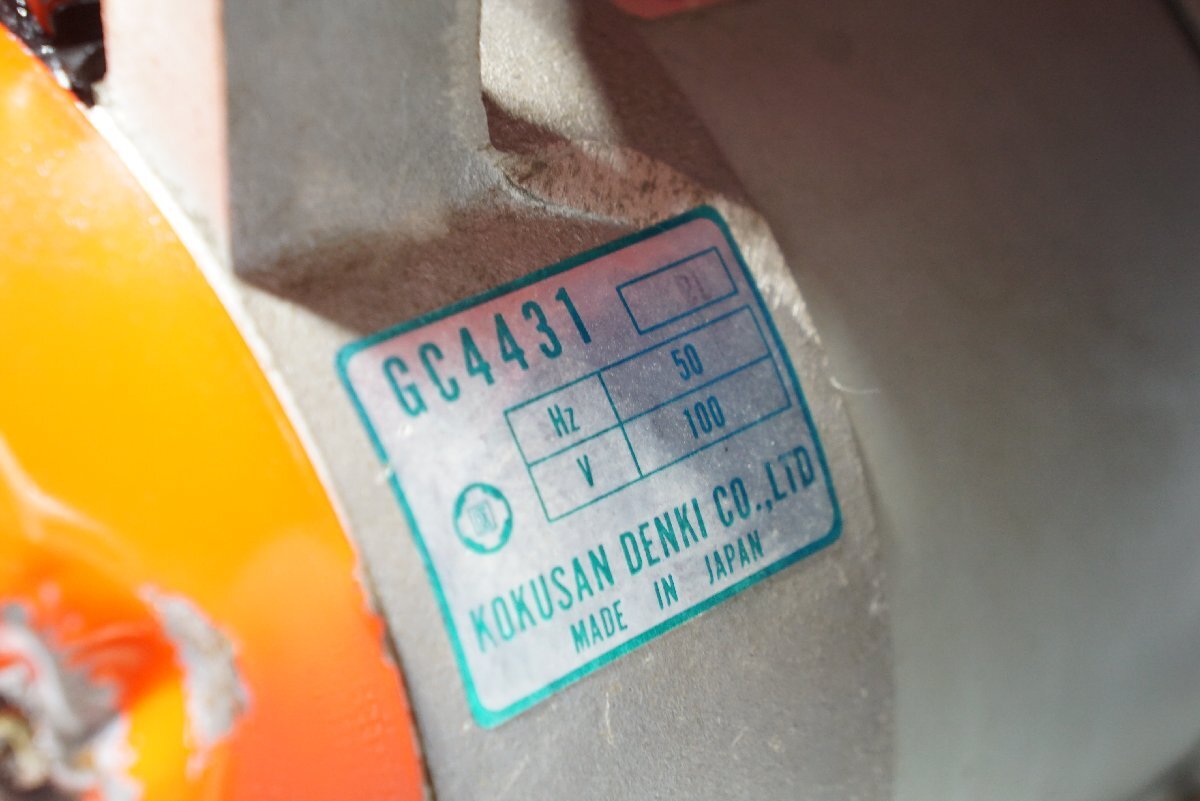 GC4431
Hz 50
V 100
KOKUSAN DENKI CO.,LTD
MADE IN JAPAN